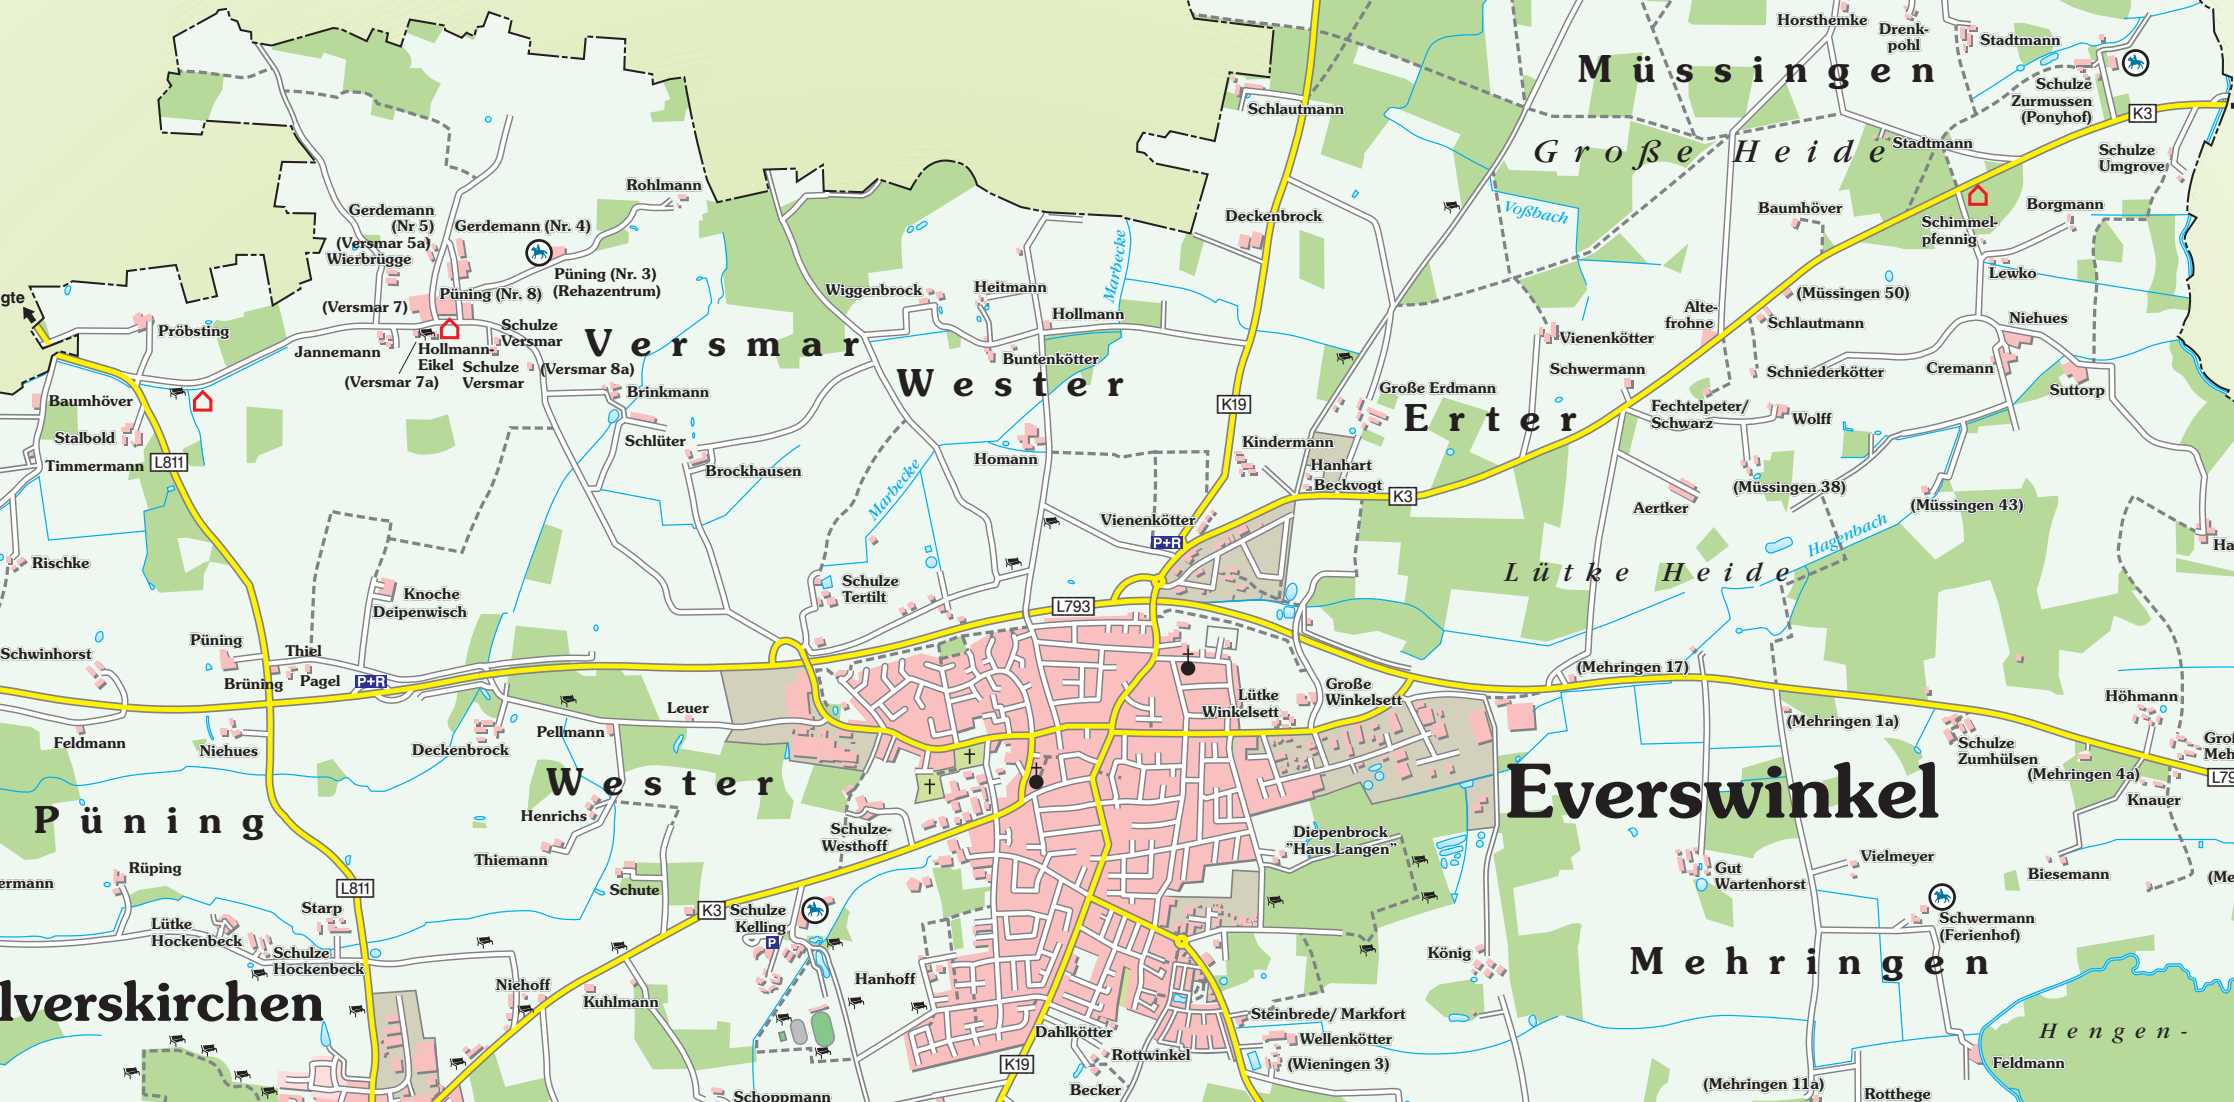 Horsthemke
Drenk-
pohl
Stadtmann
Müssingen
Schulze
Zurmussen
(Ponyhof)
K3
Schlautmann
Große Heide
Stadtmann
Schulze
Umgrove
Rohlmann
Gerdemann
(Nr 5)
Gerdemann (Nr. 4)
(Versmar 5a)
Wierbrügge
Deckenbrock
Voßbach
Baumhöver
Borgmann
Schimmel-
pfennig
Püning (Nr. 3)
(Rehazentrum)
Marbecke
Lewko
Püning (Nr. 8)
(Versmar 7)
Wiggenbrock
Heitmann
Hollmann
(Müssingen 50)
gte
Pröbsting
Schulze
Versmar
Alte-
frohne
Schlautmann
Niehues
Jannemann
Hollmann-
Eikel
Schulze
Versmar
Versmar
(Versmar 8a)
(Versmar 7a)
Buntenkötter
Wester
Vienenkötter
Schwermann
Schniederkötter
Cremann
Suttorp
Baumhöver
Brinkmann
K19
Große Erdmann
Erter
Fechtelpeter/
Schwarz
Wolff
Stalbold
Timmermann
L811
Schlüter
Brockhausen
Homann
Kindermann
Hanhart
Beckvogt
K3
Marbecke
Aertker
(Müssingen 38)
(Müssingen 43)
Vienenkötter
P+R
Hagenbach
Ha
Rischke
Lütke Heide
Knoche
Deipenwisch
Schulze
Tertilt
L793
Püning
Schwinhorst
Thiel
Brüning
Pagel
P+R
(Mehringen 17)
Lütke
Winkelsett
Große
Winkelsett
Höhmann
Leuer
Pellmann
Deckenbrock
Feldmann
Niehues
(Mehringen 1a)
Schulze
Zumhülsen
Groß
Meh
(Mehringen 4a)
L79
Knauer
Wester
Everswinkel
Püning
Henrichs
Thiemann
Schulze-
Westhoff
Diepenbrock
"Haus Langen"
Rüping
ermann
Schute
Vielmeyer
Gut
Wartenhorst
Biesemann
(Me
L811
Starp
K3
Schulze
Kelling
P
Lütke
Hockenbeck
Schulze
Hockenbeck
Schwermann
(Ferienhof)
König
Mehringen
Hanhoff
Niehoff
Kuhlmann
lverskirchen
Steinbrede/ Markfort
Dahlkötter
Wellenkötter
Hengen-
Rottwinkel
K19
(Wieningen 3)
Feldmann
Becker
(Mehringen 11a)
Rotthege
Schoppmann